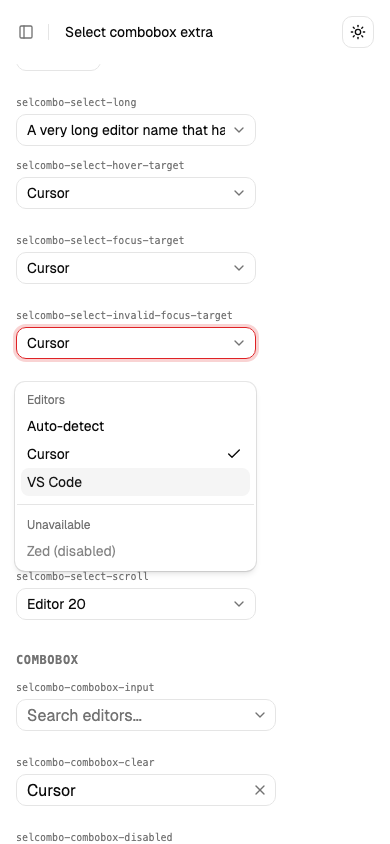 Select combobox extra
selcombo-select-long
A very long editor name that ha
selcombo-select-hover-target
Cursor
selcombo-select-focus-target
Cursor
selcombo-select-invalid-focus-target
Cursor
Editors
Auto-detect
Cursor
VS Code
Unavailable
Zed (disabled)
selcombo-select-scroll
Editor 20
COMBOBOX
selcombo-combobox-input
Search editors...
selcombo-combobox-clear
Cursor
selcombo-combobox-disabled